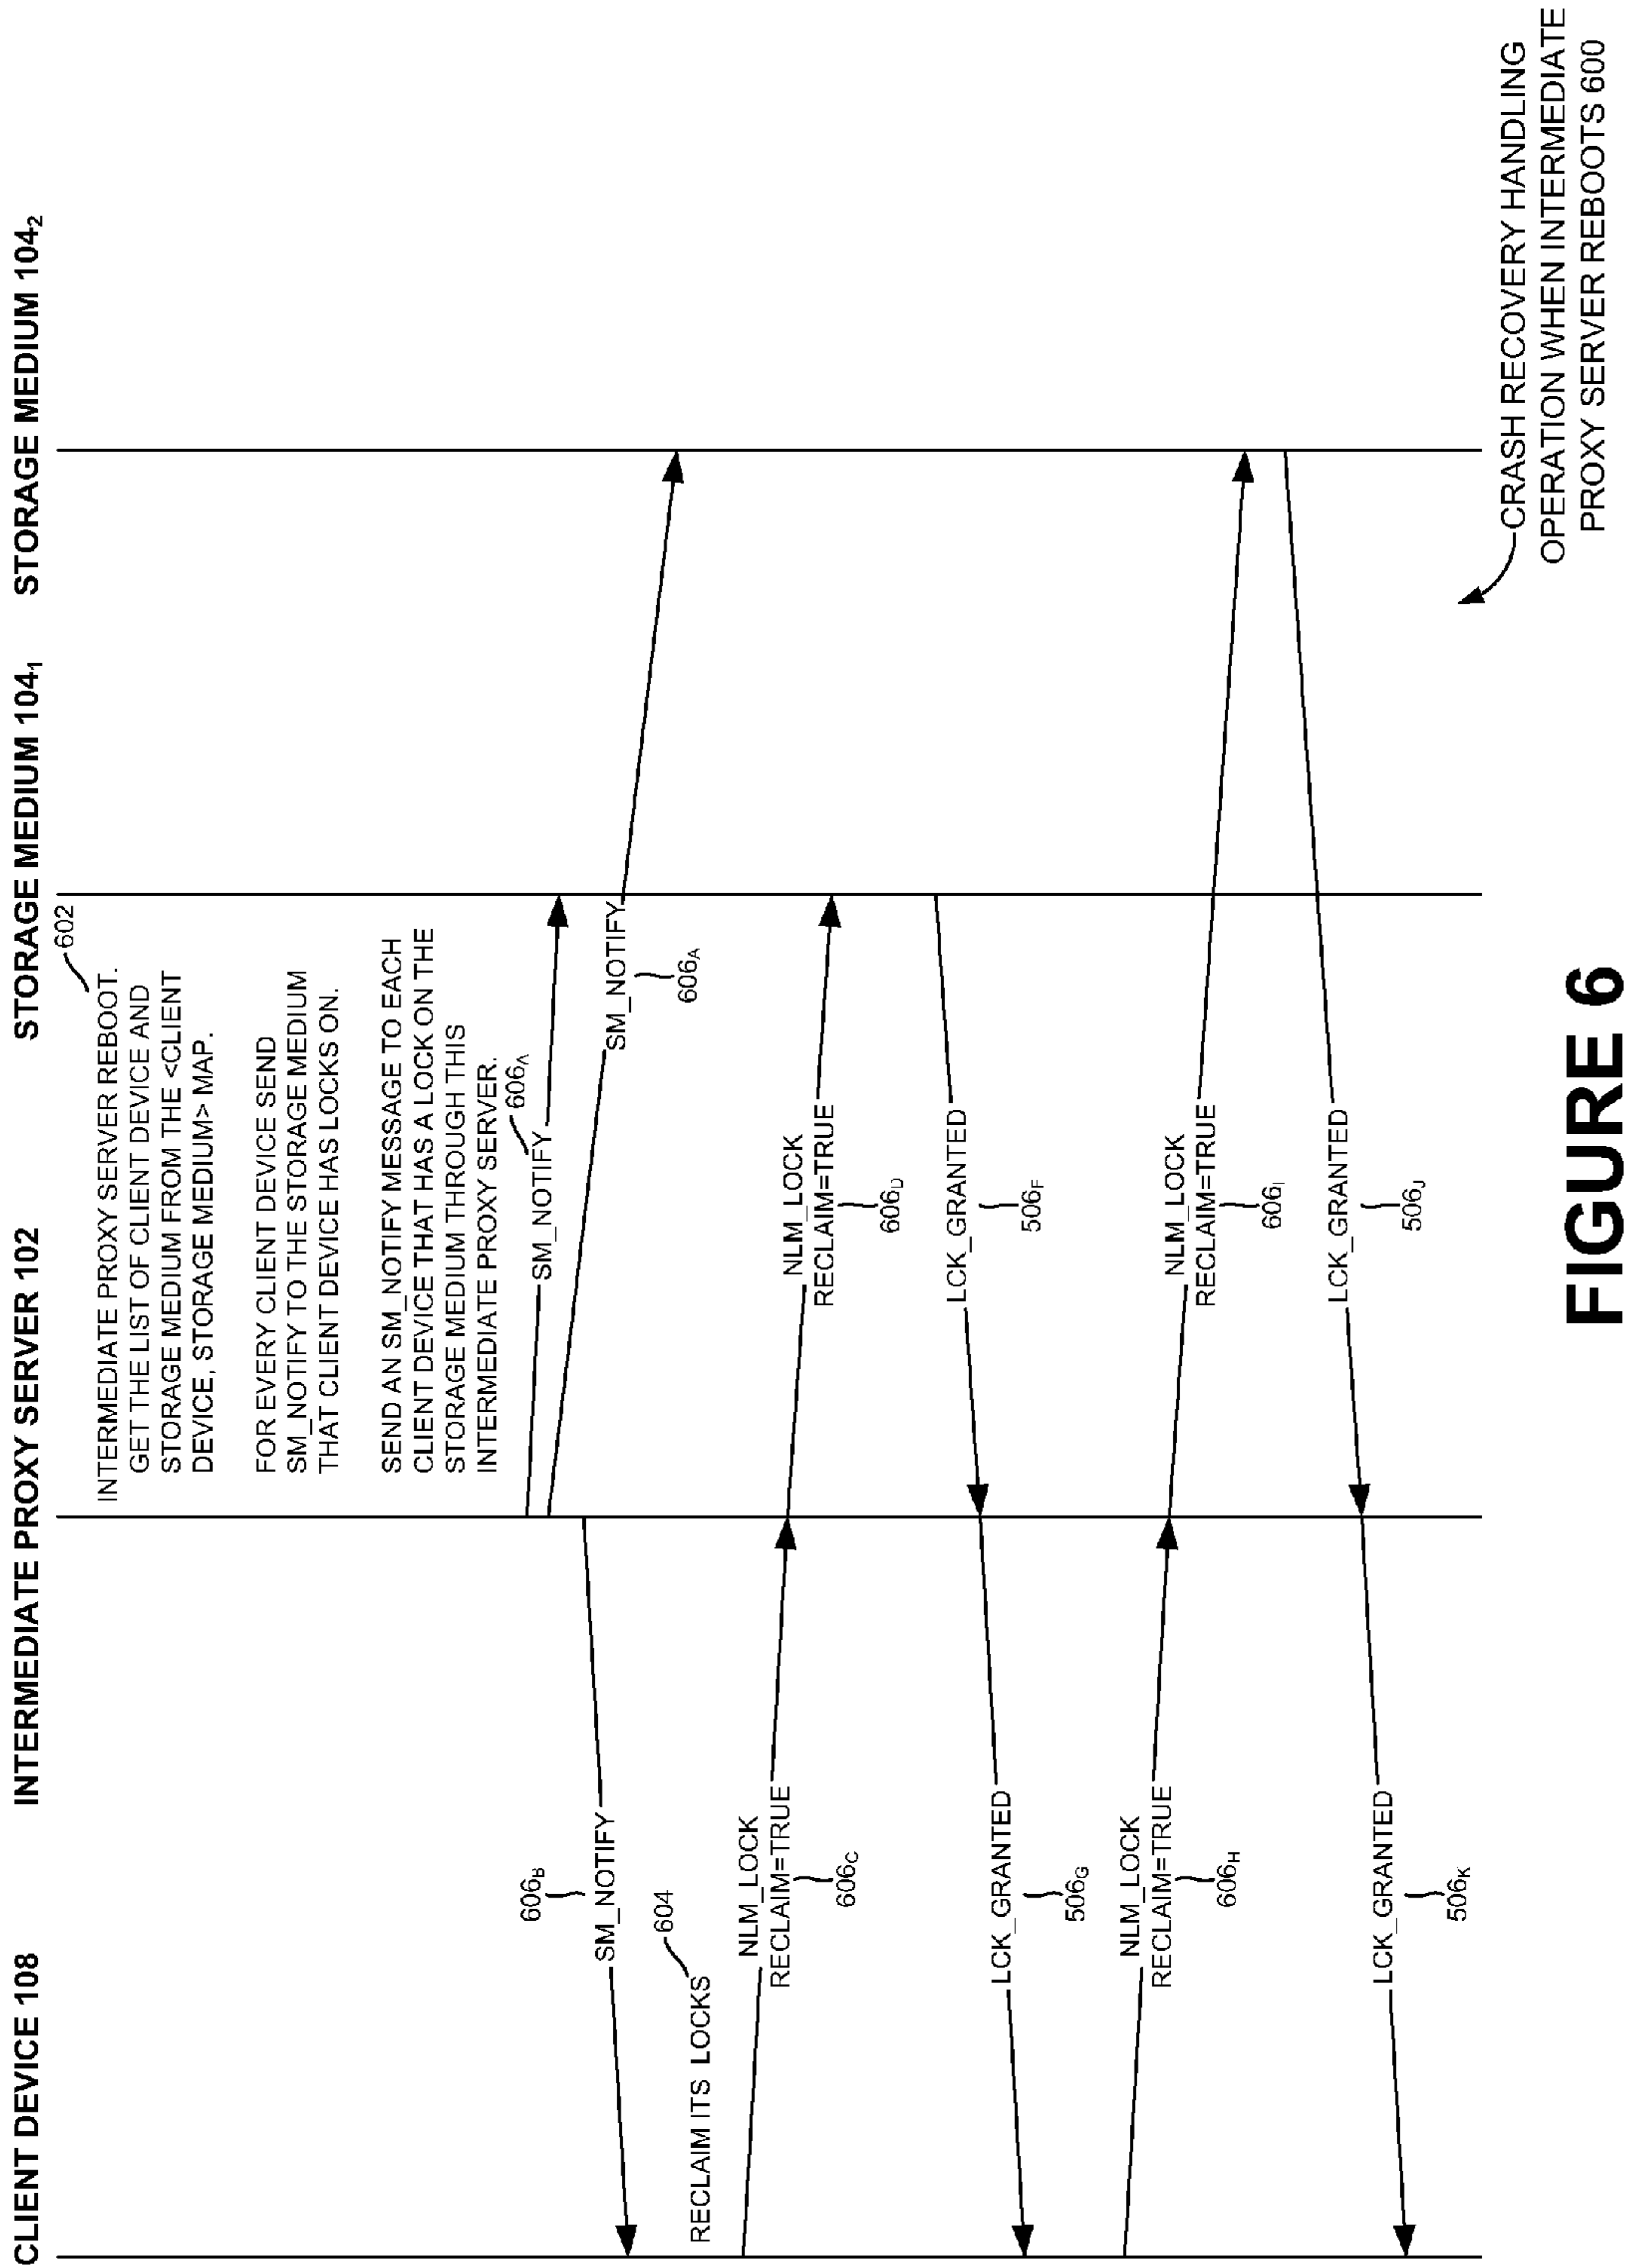 CLIENT DEVICE 108
INTERMEDIATE PROXY SERVER 102
STORAGE MEDIUM 104₁
STORAGE MEDIUM 104₂
602
INTERMEDIATE PROXY SERVER REBOOT.
GET THE LIST OF CLIENT DEVICE AND
STORAGE MEDIUM FROM THE <CLIENT
DEVICE, STORAGE MEDIUM> MAP.
FOR EVERY CLIENT DEVICE SEND
SM_NOTIFY TO THE STORAGE MEDIUM
THAT CLIENT DEVICE HAS LOCKS ON.
SEND AN SM_NOTIFY MESSAGE TO EACH
CLIENT DEVICE THAT HAS A LOCK ON THE
STORAGE MEDIUM THROUGH THIS
INTERMEDIATE PROXY SERVER.
606A
SM_NOTIFY
SM_NOTIFY
606A
606B
SM_NOTIFY
604
RECLAIM ITS LOCKS
NLM_LOCK
RECLAIM=TRUE
606C
NLM_LOCK
RECLAIM=TRUE
606D
LCK_GRANTED
506F
LCK_GRANTED
506G
NLM_LOCK
RECLAIM=TRUE
606H
NLM_LOCK
RECLAIM=TRUE
606I
LCK_GRANTED
506J
LCK_GRANTED
506K
CRASH RECOVERY HANDLING
OPERATION WHEN INTERMEDIATE
PROXY SERVER REBOOTS 600
FIGURE 6